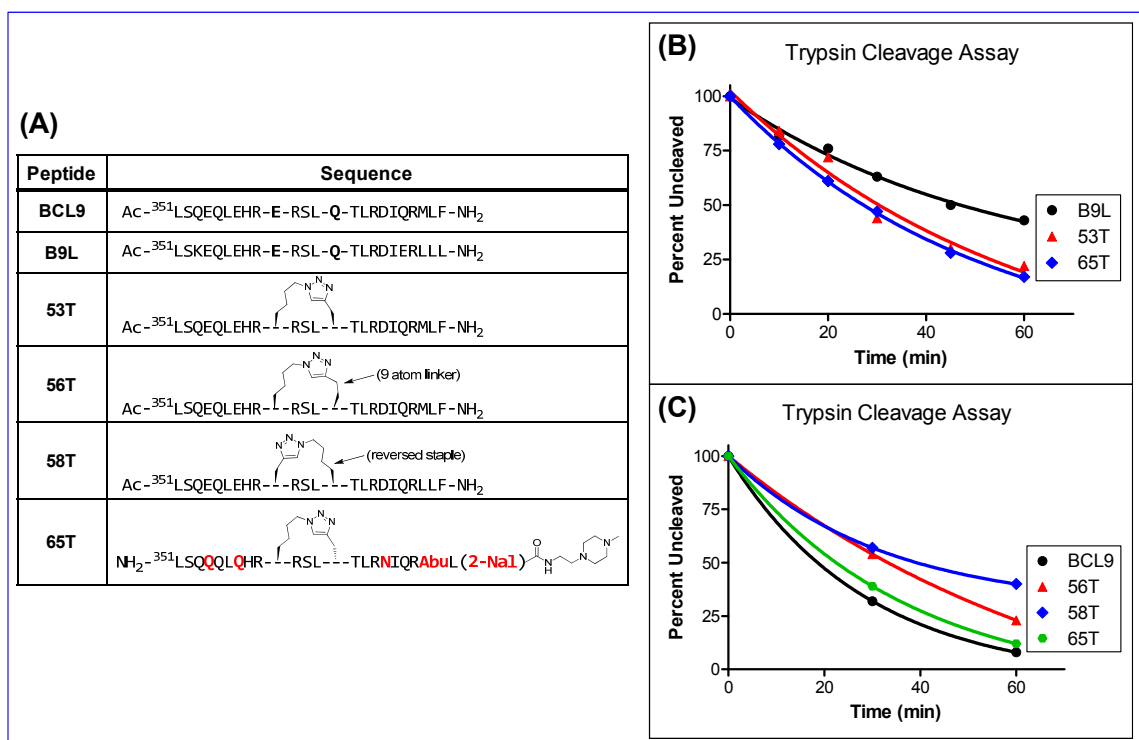 (A)
Peptide Sequence
BCL9 Ac-³⁵¹LSQEQLEHR-E-RSL-Q-TLRDIQRMLF-NH₂
B9L Ac-³⁵¹LSKEQLEHR-E-RSL-Q-TLRDIERLLL-NH₂
N N N
53T Ac-³⁵¹LSQEQLEHR---RSL---TLRDIQRMLF-NH₂
N N N
(9 atom linker)
56T Ac-³⁵¹LSQEQLEHR---RSL---TLRDIQRMLF-NH₂
N N N
(reversed staple)
58T Ac-³⁵¹LSQEQLEHR---RSL---TLRDIQRLLF-NH₂
N N N
65T NH₂-³⁵¹LSQQQLQHR---RSL---TLRNIQRAbuL(2-Nal) O N H N N
(B)
Trypsin Cleavage Assay
Percent Uncleaved
100
75
50
25
0
0 20 40 60
Time (min)
B9L
53T
65T
(C)
Trypsin Cleavage Assay
Percent Uncleaved
100
75
50
25
0
0 20 40 60
Time (min)
BCL9
56T
58T
65T